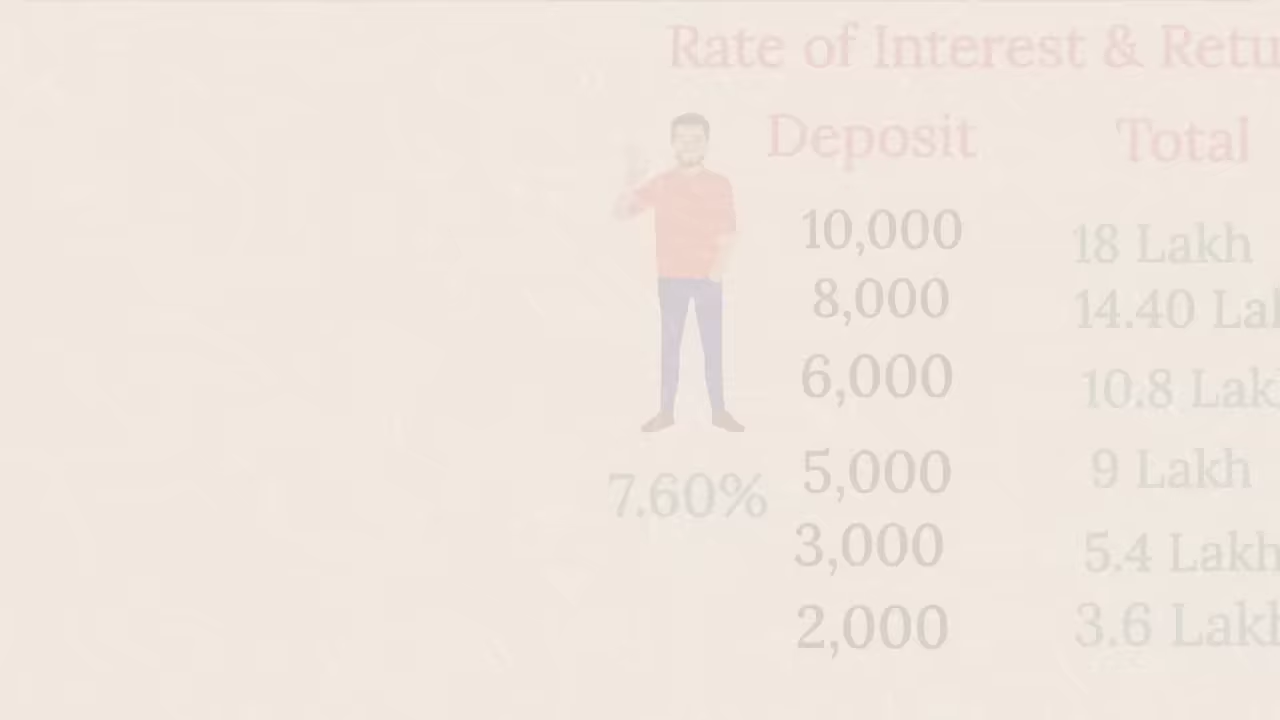 Rate of Interest & Retu
Deposit Total
10,000 18 Lakh
8,000 14.40 Lak
6,000 10.8 Lakh
5,000 9 Lakh
7.60%
3,000 5.4 Lakh
2,000 3.6 Lakh